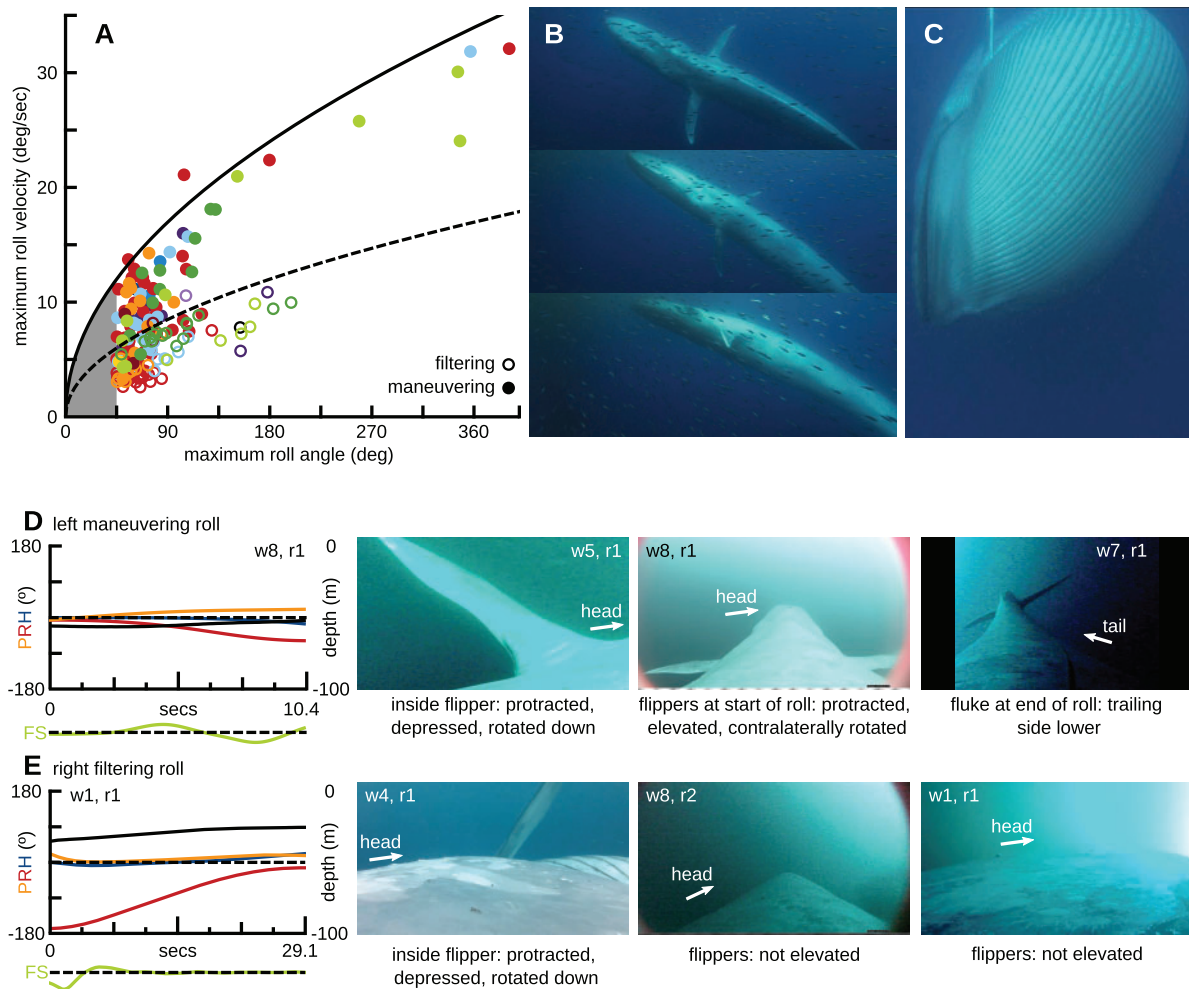 A
B
C
maximum roll velocity (deg/sec)
30
20
10
0
filtering
maneuvering
0 90 180 270 360
maximum roll angle (deg)
D left maneuvering roll
180
w8, r1
0
PRH (º)
depth (m)
-180
-100
0 secs 10.4
FS
w5, r1
head
inside flipper: protracted,
depressed, rotated down
w8, r1
head
flippers at start of roll: protracted,
elevated, contralaterally rotated
w7, r1
tail
fluke at end of roll: trailing
side lower
E right filtering roll
180
w1, r1
0
PRH (º)
depth (m)
-180
-100
0 secs 29.1
FS
w4, r1
head
inside flipper: protracted,
depressed, rotated down
w8, r2
head
flippers: not elevated
w1, r1
head
flippers: not elevated